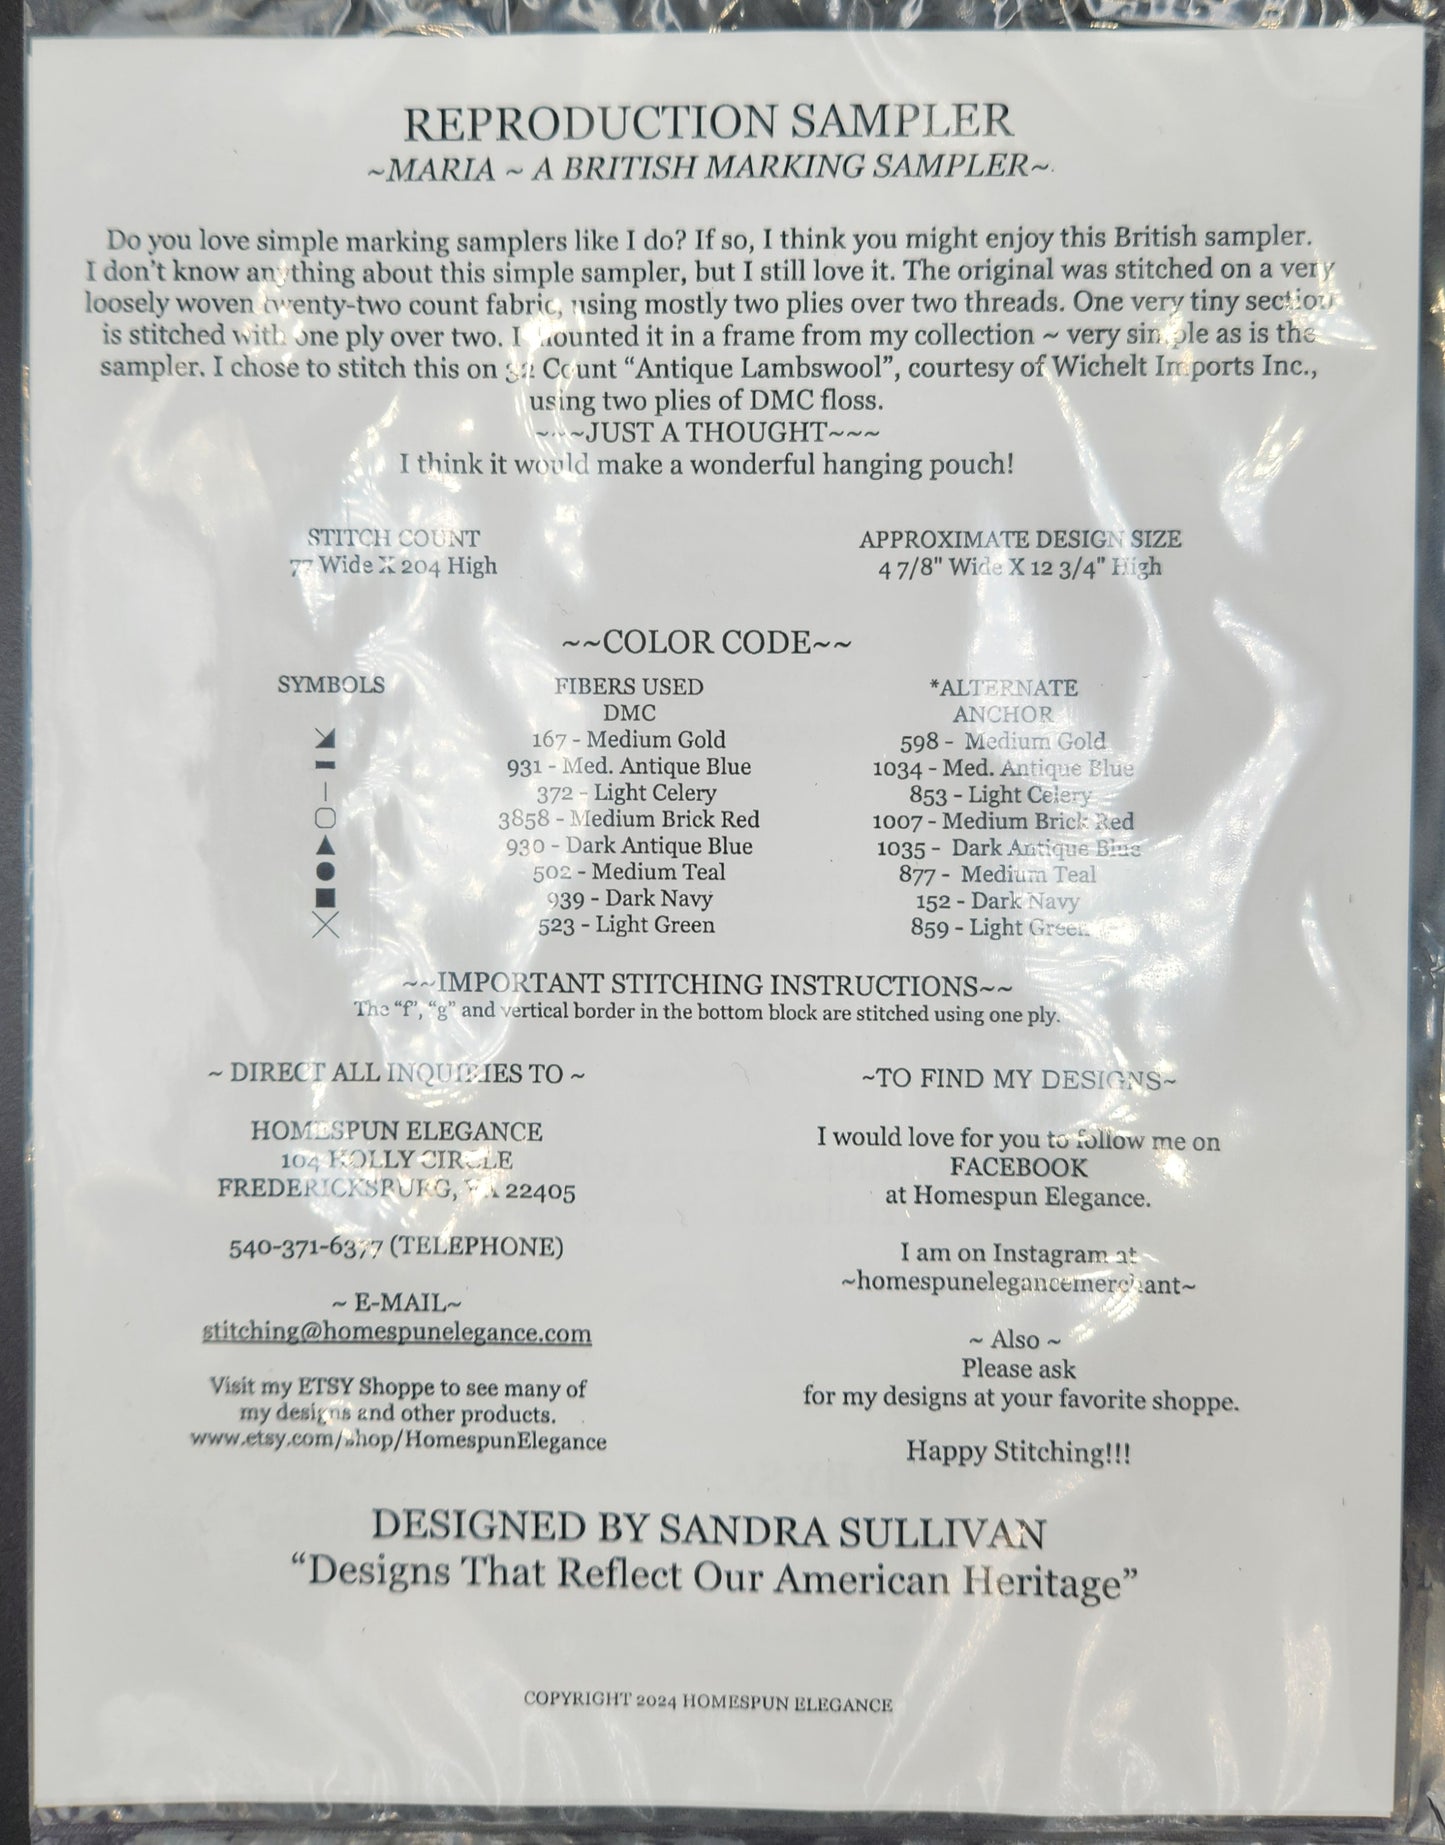 REPRODUCTION SAMPLER
~MARIA ~ A BRITISH MARKING SAMPLER~
Do you love simple marking samplers like I do? If so, I think you might enjoy this British sampler.
I don't know anything about this simple sampler, but I still love it. The original was stitched on a very
loosely woven twenty-two count fabric, using mostly two plies over two threads. One very tiny section
is stitched with one ply over two. I mounted it in a frame from my collection ~ very simple as is the
sampler. I chose to stitch this on 32 Count "Antique Lambswool", courtesy of Wichelt Imports Inc.,
using two plies of DMC floss.
~~~JUST A THOUGHT~~~
I think it would make a wonderful hanging pouch!
STITCH COUNT
77 Wide X 204 High
APPROXIMATE DESIGN SIZE
4 7/8" Wide X 12 3/4" High
~~COLOR CODE~~
SYMBOLS FIBERS USED *ALTERNATE
DMC ANCHOR
167 - Medium Gold 598 - Medium Gold
931 - Med. Antique Blue 1034 - Med. Antique Blue
372 - Light Celery 853 - Light Celery
3858 - Medium Brick Red 1007 - Medium Brick Red
930 - Dark Antique Blue 1035 - Dark Antique Blue
502 - Medium Teal 877 - Medium Teal
939 - Dark Navy 152 - Dark Navy
523 - Light Green 859 - Light Green
~~IMPORTANT STITCHING INSTRUCTIONS~~
The "f", "g" and vertical border in the bottom block are stitched using one ply.
~ DIRECT ALL INQUIRIES TO ~
HOMESPUN ELEGANCE
104 HOLLY CIRCLE
FREDERICKSBURG, VA 22405
540-371-6377 (TELEPHONE)
~ E-MAIL~
stitching@homespunelegance.com
Visit my ETSY Shoppe to see many of
my designs and other products.
www.etsy.com/shop/HomespunElegance
~TO FIND MY DESIGNS~
I would love for you to follow me on
FACEBOOK
at Homespun Elegance.
I am on Instagram at ~
~homespunelegancemerchant~
~ Also ~
Please ask
for my designs at your favorite shoppe.
Happy Stitching!!!
DESIGNED BY SANDRA SULLIVAN
"Designs That Reflect Our American Heritage"
COPYRIGHT 2024 HOMESPUN ELEGANCE